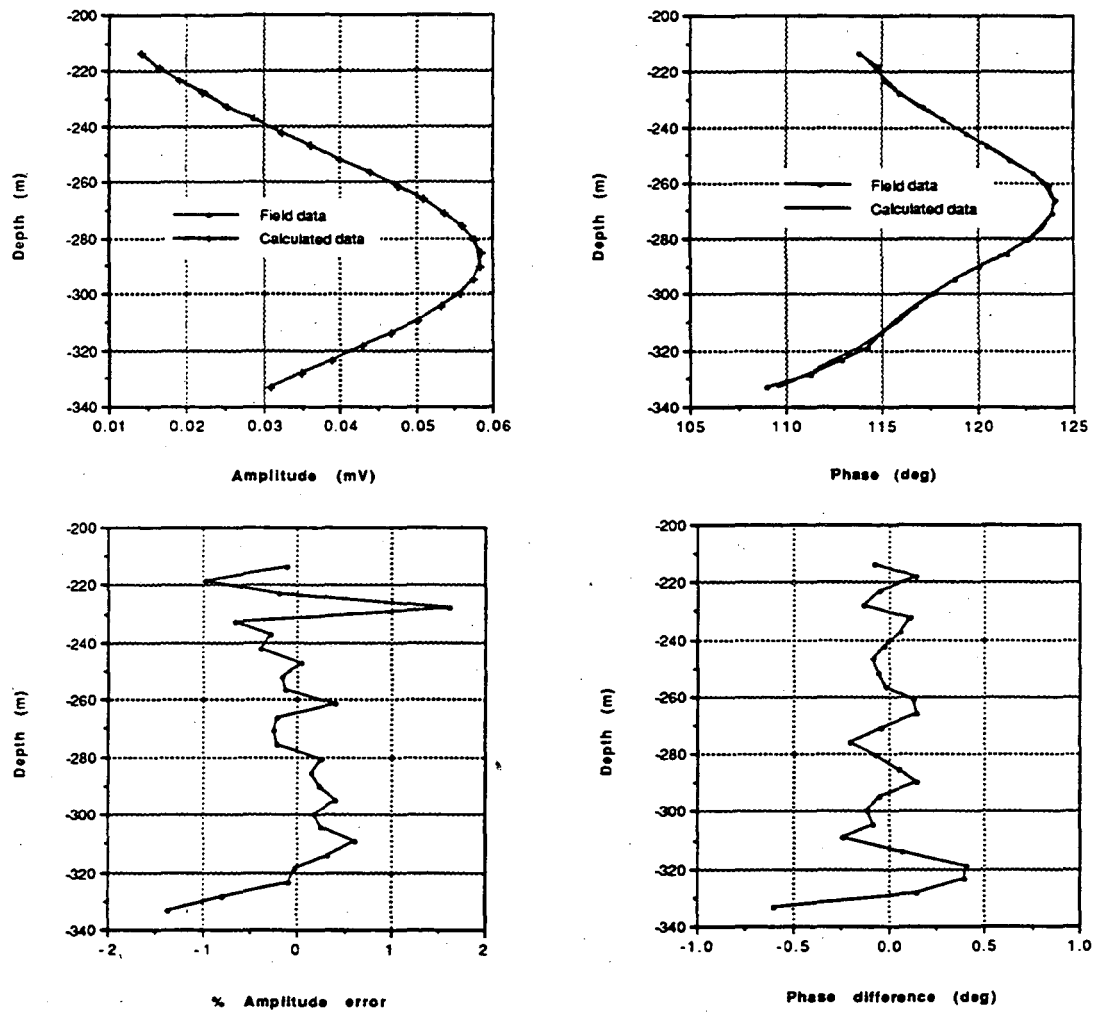 -200
-220
-240
-260
-280
-300
-320
-340
Depth (m)
Field data
Calculated data
0.01 0.02 0.03 0.04 0.05 0.06
Amplitude (mV)
-200
-220
-240
-260
-280
-300
-320
-340
Depth (m)
Field data
Calculated data
105 110 115 120 125
Phase (deg)
-200
-220
-240
-260
-280
-300
-320
-340
Depth (m)
-2 -1 0 1 2
% Amplitude error
-200
-220
-240
-260
-280
-300
-320
-340
Depth (m)
-1.0 -0.5 0.0 0.5 1.0
Phase difference (deg)